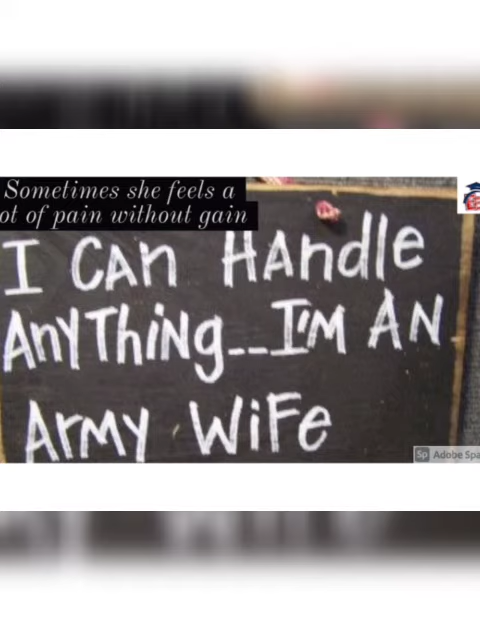 Sometimes she feels a
ot of pain without gain
I CAN HANdle
ANYThiNg--I'M AN
ArMY WiFe
Sp Adobe Spa